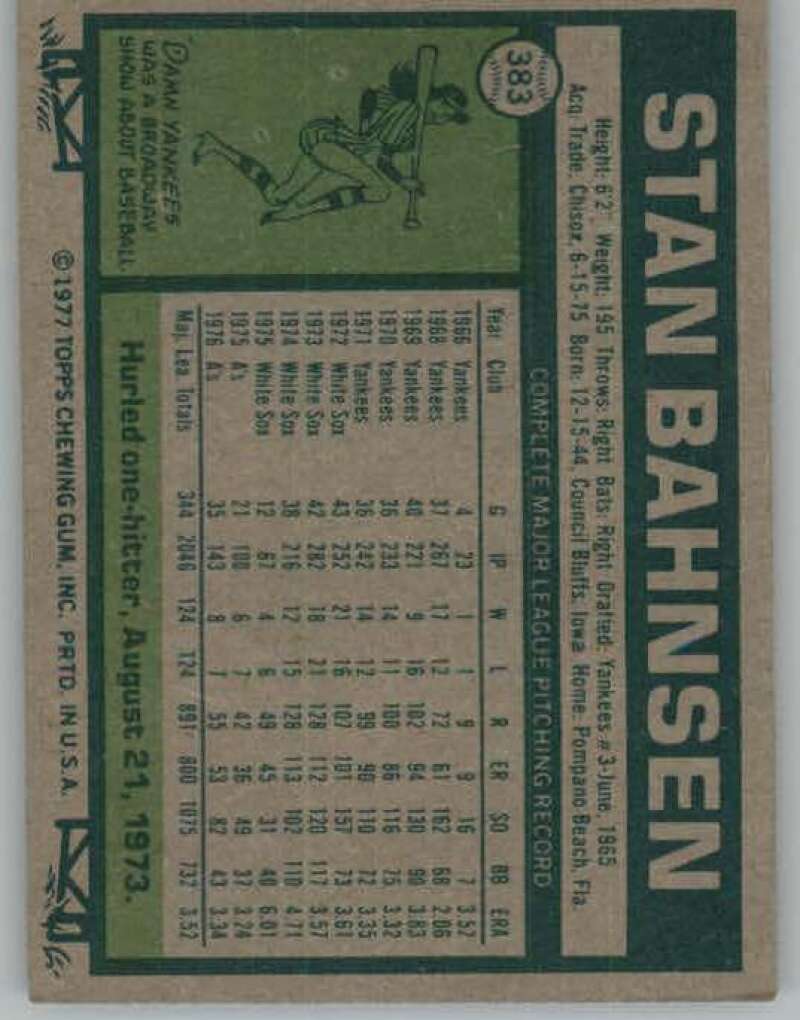 STAN BAHNSEN
383
Height: 6'2" Weight: 195 Throws: Right Bats: Right Drafted: Yankees # 3-June, 1965
Acq: Trade, Chisox, 6-15-75 Born: 12-15-44, Council Bluffs, Iowa Home: Pompano Beach, Fla.
COMPLETE MAJOR LEAGUE PITCHING RECORD
Year Club G IP W L R ER SO BB ERA
1966 Yankees 4 23 1 1 9 9 16 7 3.52
1968 Yankees 37 267 17 12 72 61 162 68 2.06
1969 Yankees 40 221 9 16 102 94 130 90 3.83
1970 Yankees 36 233 14 11 100 86 116 75 3.32
1971 Yankees 36 242 14 12 99 90 110 72 3.35
1972 White Sox 43 252 21 16 107 101 157 73 3.61
1973 White Sox 42 282 18 21 128 112 120 117 3.57
1974 White Sox 38 216 12 15 128 113 102 110 4.71
1975 White Sox 12 67 4 6 49 45 31 40 6.01
1975 A's 21 100 6 7 42 36 49 37 3.24
1976 A's 35 143 8 7 55 53 82 43 3.34
Maj. Lea. Totals 344 2046 124 124 891 800 1075 732 3.52
Hurled one-hitter, August 21, 1973.
"DAMN YANKEES"
WAS A BROADWAY
SHOW ABOUT BASEBALL.
©1977 TOPPS CHEWING GUM, INC. PRTD. IN U.S.A.